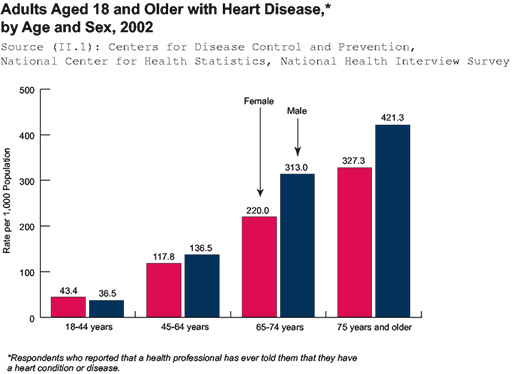 Adults Aged 18 and Older with Heart Disease,*
by Age and Sex, 2002
Source (II.1): Centers for Disease Control and Prevention,
National Center for Health Statistics, National Health Interview Survey
Rate per 1,000 Population
500
400
300
200
100
0
Female
Male
43.4
36.5
117.8
136.5
220.0
313.0
327.3
421.3
18-44 years
45-64 years
65-74 years
75 years and older
*Respondents who reported that a health professional has ever told them that they have
a heart condition or disease.